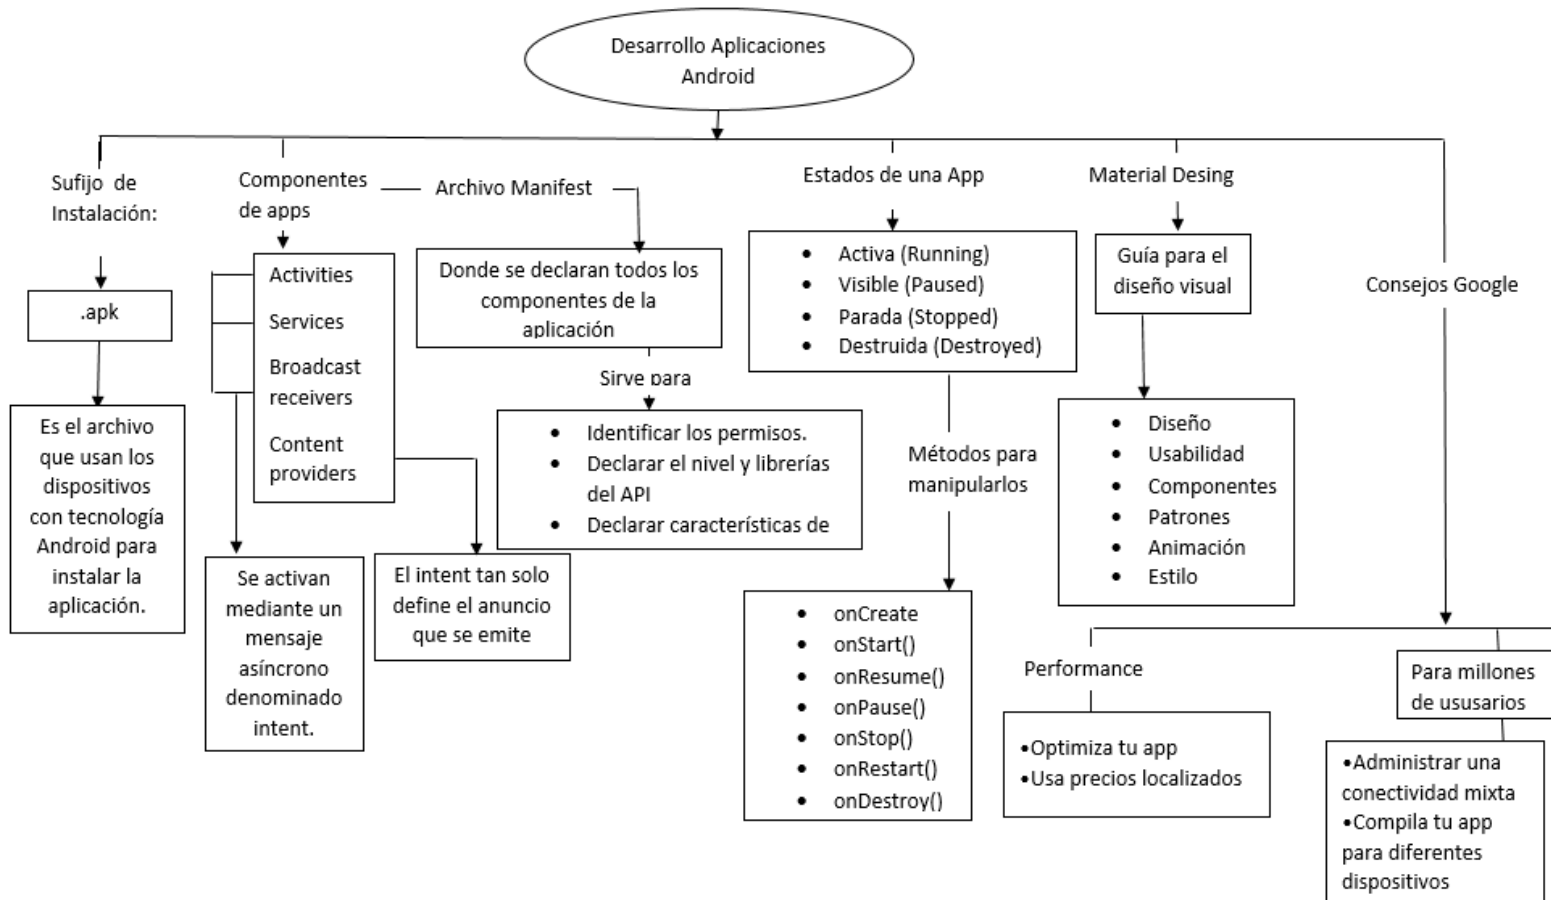 Desarrollo Aplicaciones
Android
Sufijo de
Instalación:
.apk
Es el archivo
que usan los
dispositivos
con tecnología
Android para
instalar la
aplicación.
Componentes
de apps
Activities
Services
Broadcast
receivers
Content
providers
Se activan
mediante un
mensaje
asíncrono
denominado
intent.
El intent tan solo
define el anuncio
que se emite
Archivo Manifest
Donde se declaran todos los
componentes de la
aplicación
Sirve para
• Identificar los permisos.
• Declarar el nivel y librerías
del API
• Declarar características de
Estados de una App
• Activa (Running)
• Visible (Paused)
• Parada (Stopped)
• Destruida (Destroyed)
Métodos para
manipularlos
• onCreate
• onStart()
• onResume()
• onPause()
• onStop()
• onRestart()
• onDestroy()
Material Desing
Guía para el
diseño visual
• Diseño
• Usabilidad
• Componentes
• Patrones
• Animación
• Estilo
Consejos Google
Performance
•Optimiza tu app
•Usa precios localizados
Para millones
de ususarios
•Administrar una
conectividad mixta
•Compila tu app
para diferentes
dispositivos